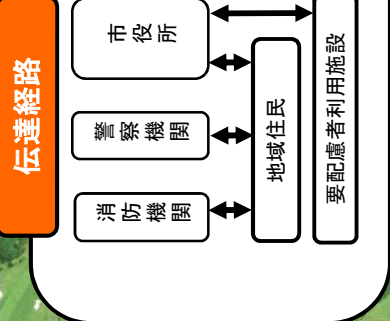 伝達経路
市役所
警察機関
消防機関
地域住民
要配慮者利用施設